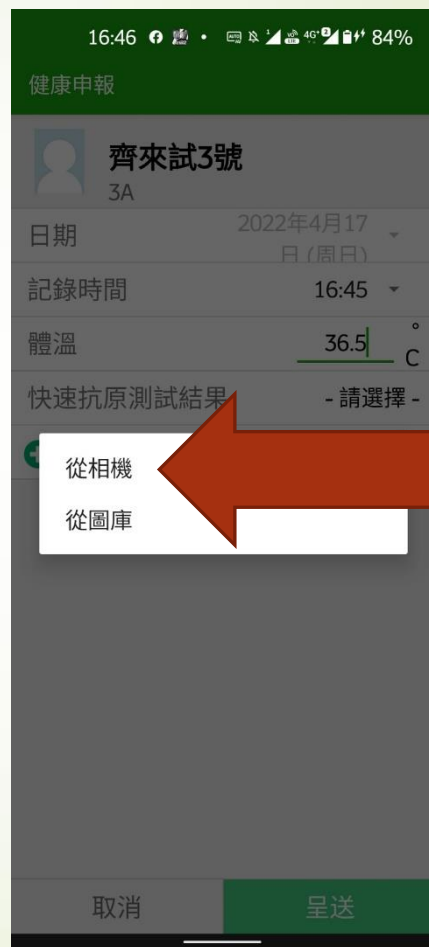 16:46 84%
健康申報
齊來試3號
3A
日期 2022年4月17日 (周日)
記錄時間 16:45
體溫 36.5 °C
快速抗原測試結果 - 請選擇 -
從相機
從圖庫
取消 呈送